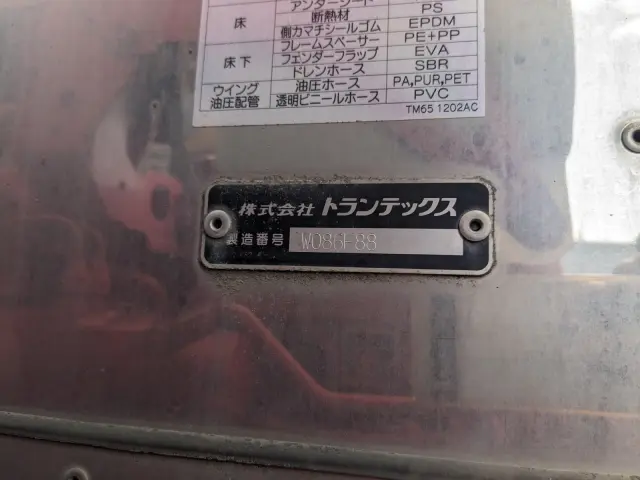 アンダーシート PS
床 断熱材
側カマチシールゴム EPDM
フレームスペーサー PE+PP
床下 フェンダーフラップ EVA
ドレンホース SBR
ウイング 油圧ホース PA,PUR,PET
油圧配管 透明ビニールホース PVC
TM65 1202AC
株式会社 トランテックス
製造番号 W086F88